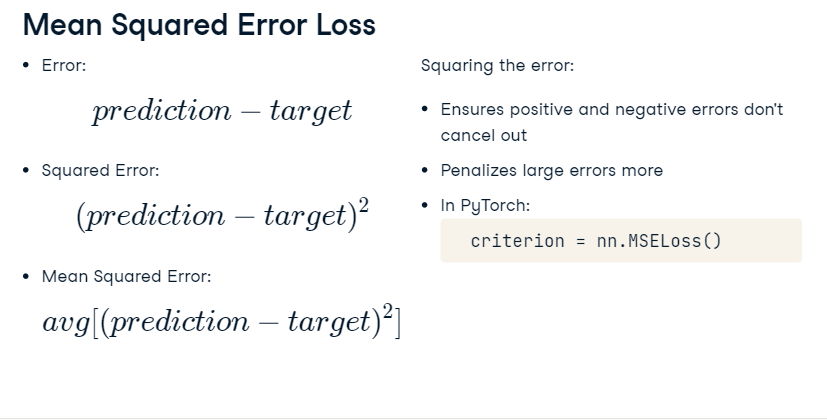 Mean Squared Error Loss
• Error:
prediction − target
• Squared Error:
(prediction − target)²
• Mean Squared Error:
avg[(prediction − target)²]
Squaring the error:
• Ensures positive and negative errors don't
cancel out
• Penalizes large errors more
• In PyTorch:
criterion = nn.MSELoss()